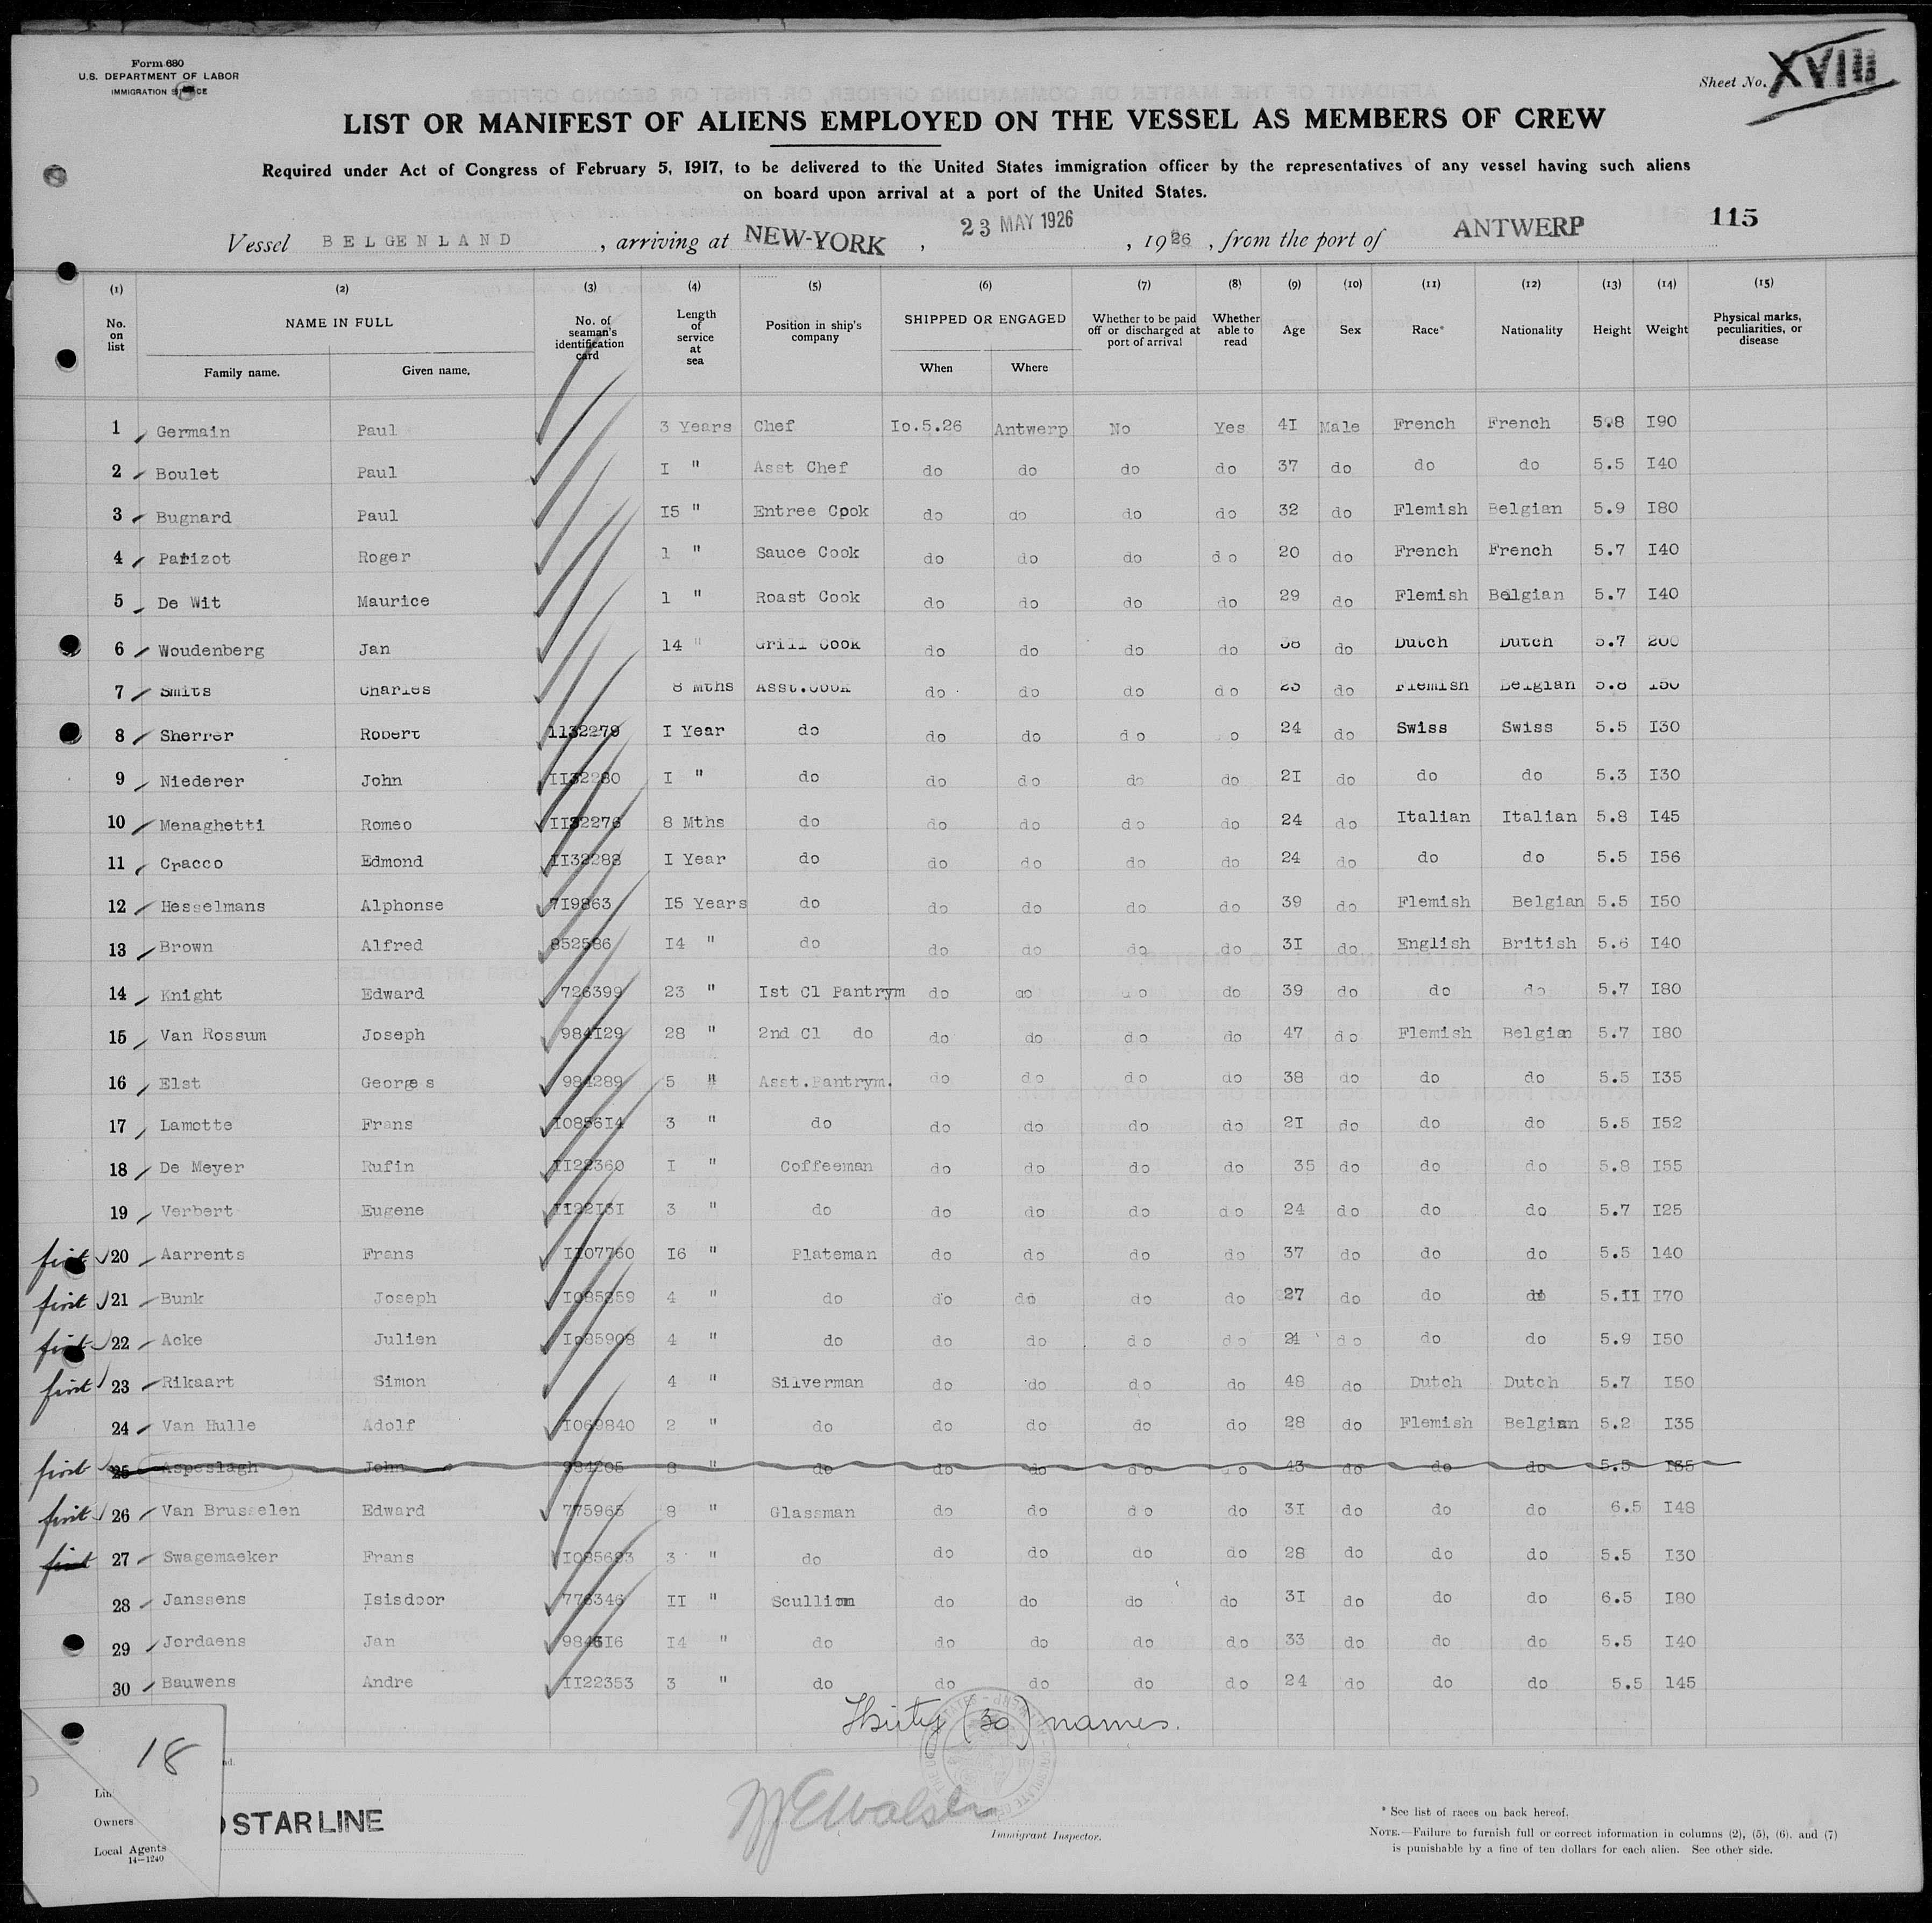 Form 680
U.S. DEPARTMENT OF LABOR
IMMIGRATION
Sheet No. XVIII
LIST OR MANIFEST OF ALIENS EMPLOYED ON THE VESSEL AS MEMBERS OF CREW
Required under Act of Congress of February 5, 1917, to be delivered to the United States immigration officer by the representatives of any vessel having such aliens
on board upon arrival at a port of the United States.
115
Vessel BELGENLAND, arriving at NEW-YORK, 23 MAY 1926, 1926, from the port of ANTWERP
(1) (2) (3) (4) (5) (6) (7) (8) (9) (10) (11) (12) (13) (14) (15)
No. on list NAME IN FULL Family name. Given name. No. of seaman's identification card Length of service at sea Position in ship's company SHIPPED OR ENGAGED When Where Whether to be paid off or discharged at port of arrival Whether able to read Age Sex Race* Nationality Height Weight Physical marks, peculiarities, or disease
1 Germain Paul 3 Years Chef Io.5.26 Antwerp No Yes 4I Male French French 5.8 I90
2 Boulet Paul I " Asst Chef do do do do 37 do do do 5.5 I40
3 Bugnard Paul I5 " Entree Cook do do do do 32 do Flemish Belgian 5.9 I80
4 Parizot Roger 1 " Sauce Cook do do do do 20 do French French 5.7 I40
5 De Wit Maurice 1 " Roast Cook do do do do 29 do Flemish Belgian 5.7 I40
6 Woudenberg Jan 14 " Grill Cook do do do do 38 do Dutch Dutch 5.7 200
7 Smits Charles 8 Mths Asst.Cook do do do do do Flemish Belgian 5.8 150
8 Sherrer Robert 1132279 I Year do do do do o 24 do Swiss Swiss 5.5 I30
9 Niederer John II32280 I " do do do do do 2I do do do 5.3 I30
10 Menaghetti Romeo II32276 8 Mths do do do do do 24 do Italian Italian 5.8 I45
11 Cracco Edmond II32288 I Year do do do do do 24 do do do 5.5 I56
12 Hesselmans Alphonse 7I9863 I5 Years do do do do do 39 do Flemish Belgian 5.5 I50
13 Brown Alfred 852586 I4 " do do do do do 3I do English British 5.6 I40
14 Knight Edward 726399 23 " Ist Cl Pantrym do do do do 39 do do do 5.7 I80
15 Van Rossum Joseph 984I29 28 " 2nd Cl do do do do do 47 do Flemish Belgian 5.7 I80
16 Elst Georges 984289 5 " Asst.Pantrym. do do do do 38 do do do 5.5 I35
17 Lamotte Frans I0856I4 3 " do do do do do 2I do do do 5.5 I52
18 De Meyer Rufin II22360 I " Coffeeman do do do do 35 do do do 5.8 I55
19 Verbert Eugene II22I5I 3 " do do do do do 24 do do do 5.7 I25
first 20 Aarrents Frans II07760 I6 " Plateman do do do do 37 do do do 5.5 140
first 21 Bunk Joseph I085859 4 " do do do do do 27 do do do 5.II I70
first 22 Acke Julien Io85908 4 " do do do do do 24 do do do 5.9 I50
first 23 Rikaart Simon 4 " Silverman do do do do 48 do Dutch Dutch 5.7 I50
24 Van Hulle Adolf I069840 2 " do do do do do 28 do Flemish Belgian 5.2 I35
first 25 Aspeslagh John 984205 8 " do do do do do 43 do do do 5.5 I35
first 26 Van Brusselen Edward 775965 8 " Glassman do do do do 3I do do do 6.5 I48
first 27 Swagemaeker Frans I085683 3 " do do do do do 28 do do do 5.5 I30
28 Janssens Isisdoor 776346 II " Scullion do do do do 3I do do do 6.5 I80
29 Jordaens Jan 984616 I4 " do do do do do 33 do do do 5.5 I40
30 Bauwens Andre II22353 3 " do do do do do 24 do do do 5.5 145
Thirty (30) names.
18
Owners STAR LINE
Local Agents
14—1240
Immigrant Inspector.
* See list of races on back hereof.
NOTE.—Failure to furnish full or correct information in columns (2), (5), (6), and (7)
is punishable by a fine of ten dollars for each alien. See other side.